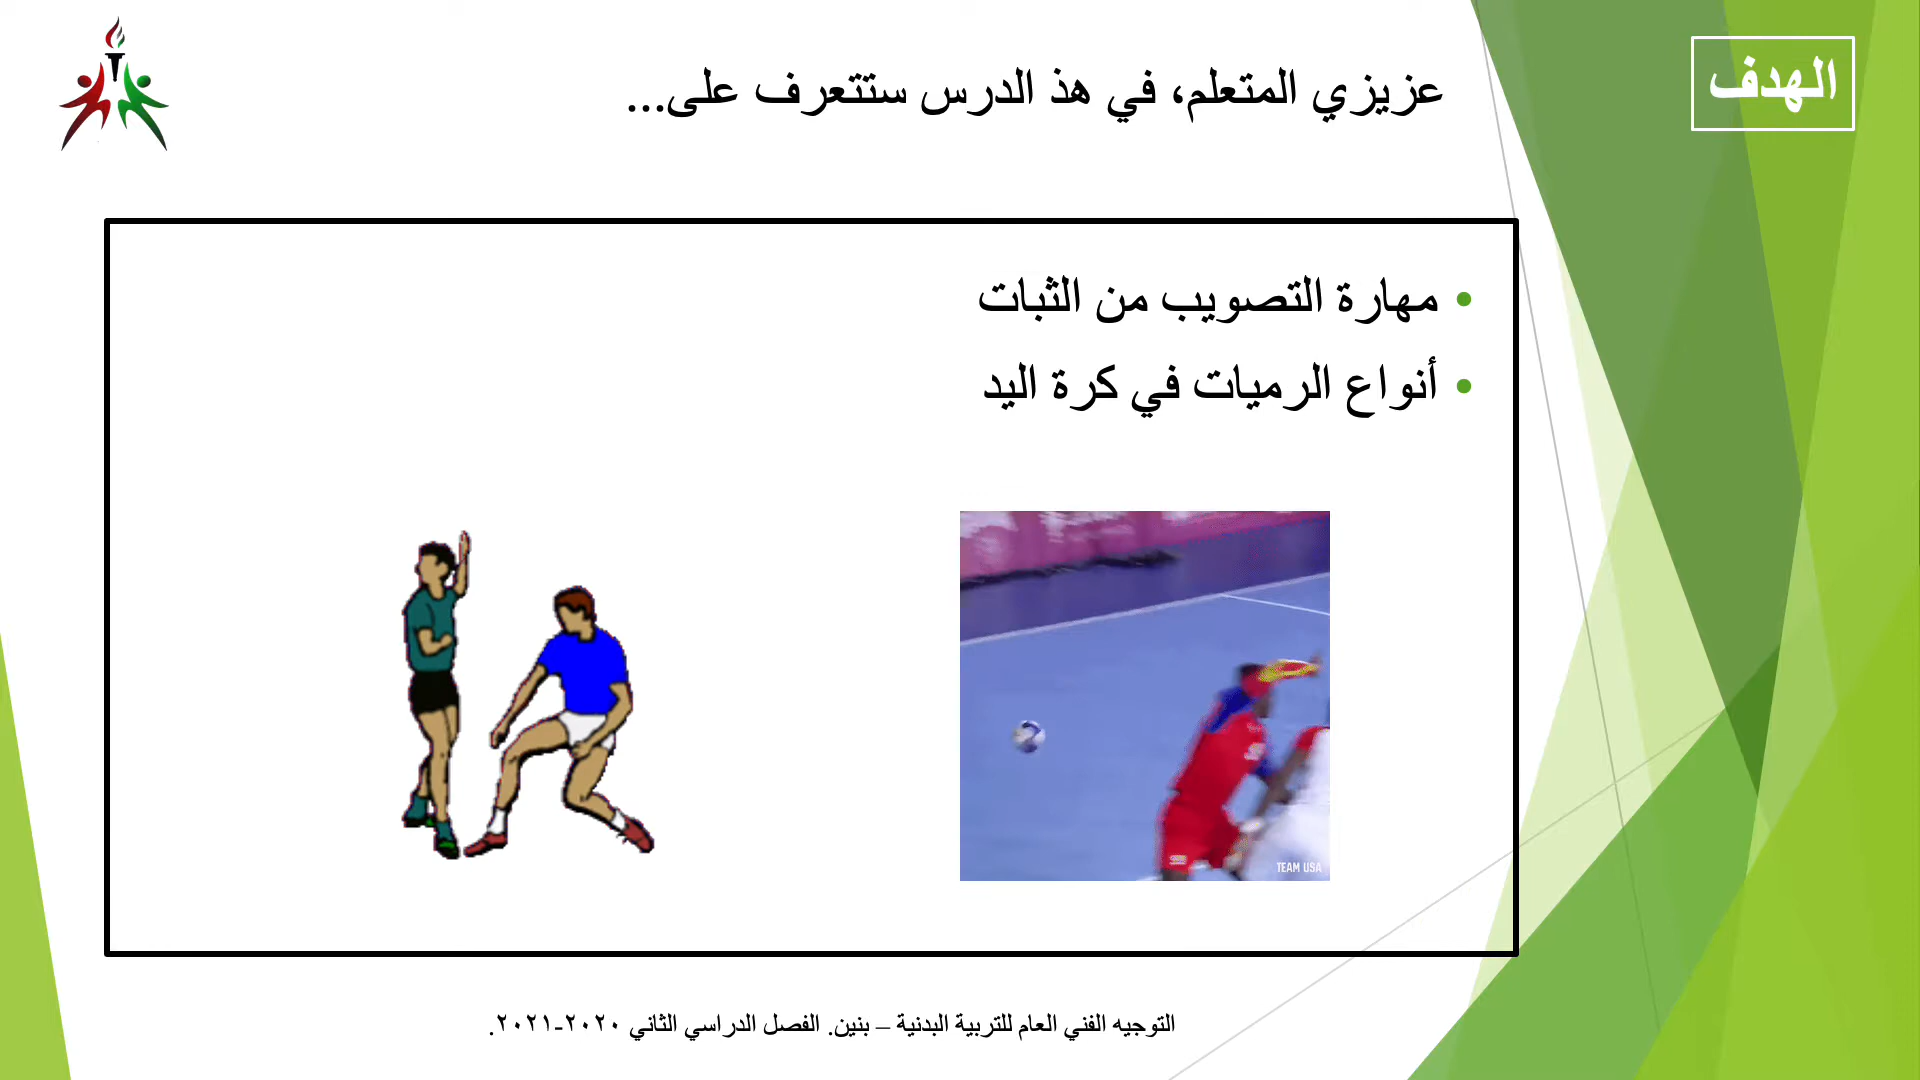 الهدف
عزيزي المتعلم، في هذ الدرس ستتعرف على...
• مهارة التصويب من الثبات
• أنواع الرميات في كرة اليد
TEAM USA
التوجيه الفني العام للتربية البدنية – بنين. الفصل الدراسي الثاني ٢٠٢٠-٢٠٢١.